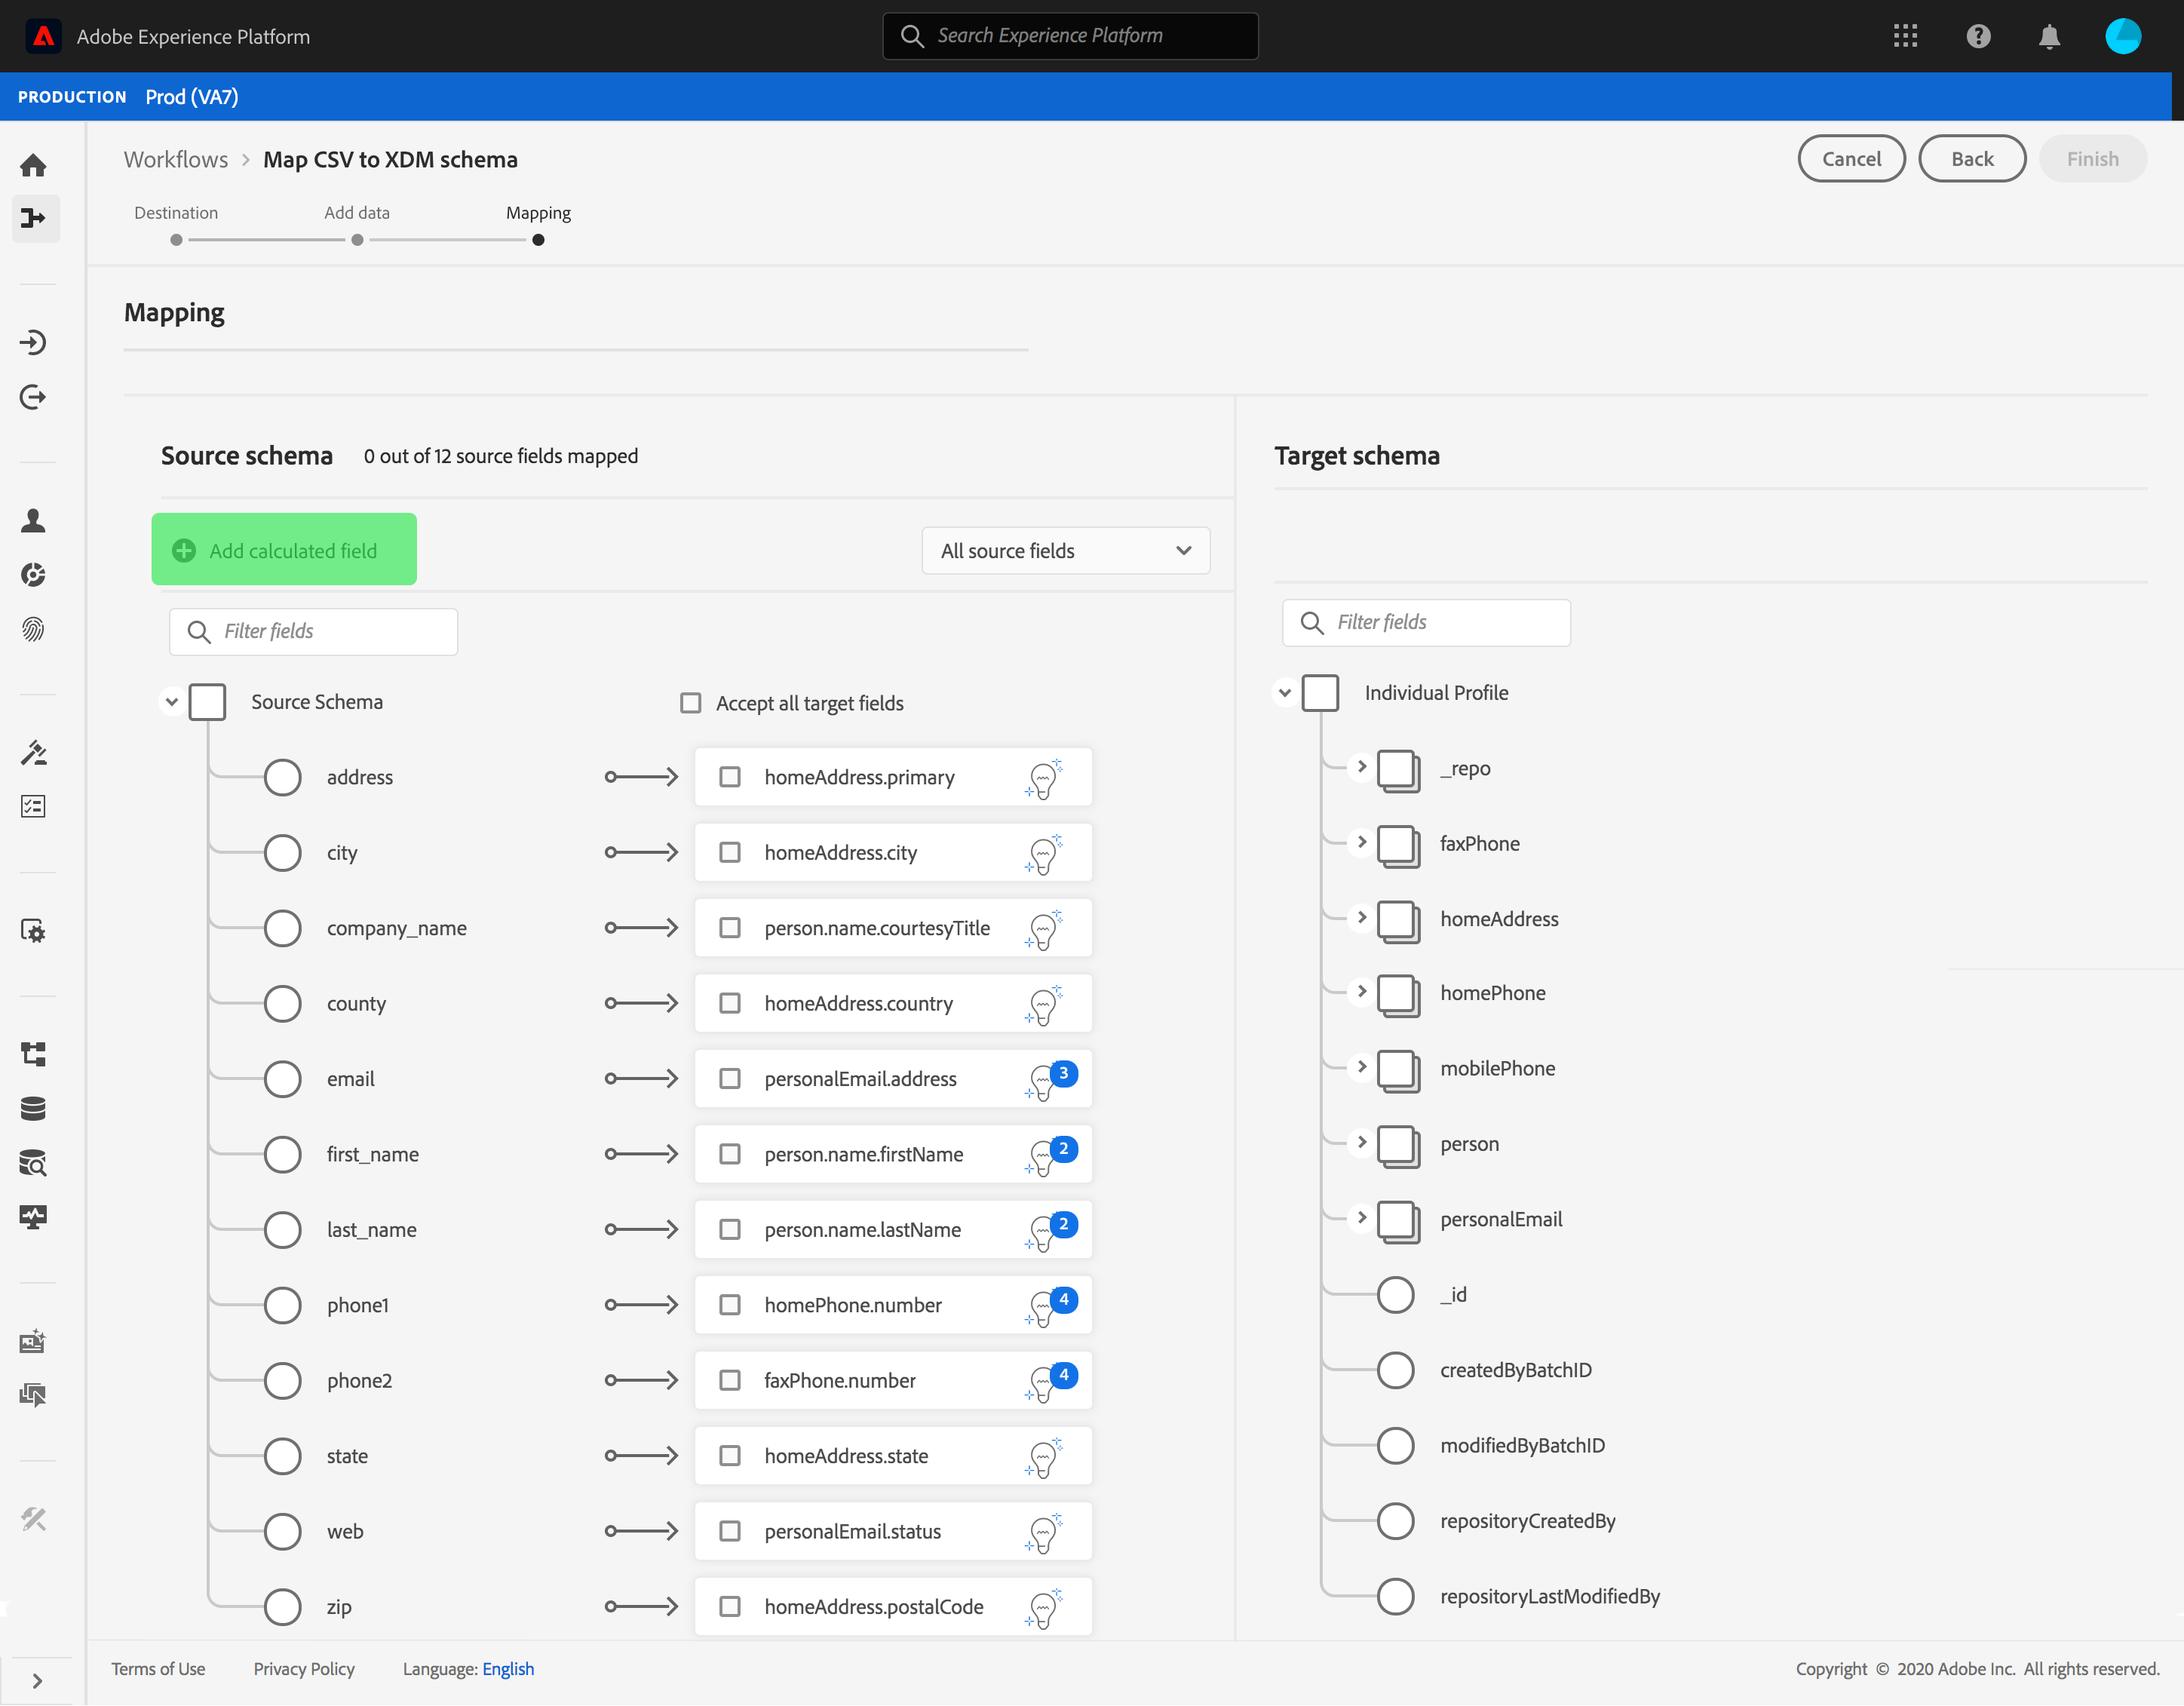 Adobe Experience Platform
Search Experience Platform
PRODUCTION Prod (VA7)
Workflows > Map CSV to XDM schema
Cancel
Back
Finish
Destination
Add data
Mapping
Mapping
Source schema 0 out of 12 source fields mapped
Add calculated field
All source fields
Filter fields
Source Schema
Accept all target fields
address homeAddress.primary
city homeAddress.city
company_name person.name.courtesyTitle
county homeAddress.country
email personalEmail.address 3
first_name person.name.firstName 2
last_name person.name.lastName 2
phone1 homePhone.number 4
phone2 faxPhone.number 4
state homeAddress.state
web personalEmail.status
zip homeAddress.postalCode
Target schema
Filter fields
Individual Profile
_repo
faxPhone
homeAddress
homePhone
mobilePhone
person
personalEmail
_id
createdByBatchID
modifiedByBatchID
repositoryCreatedBy
repositoryLastModifiedBy
Terms of Use Privacy Policy Language: English
Copyright © 2020 Adobe Inc. All rights reserved.